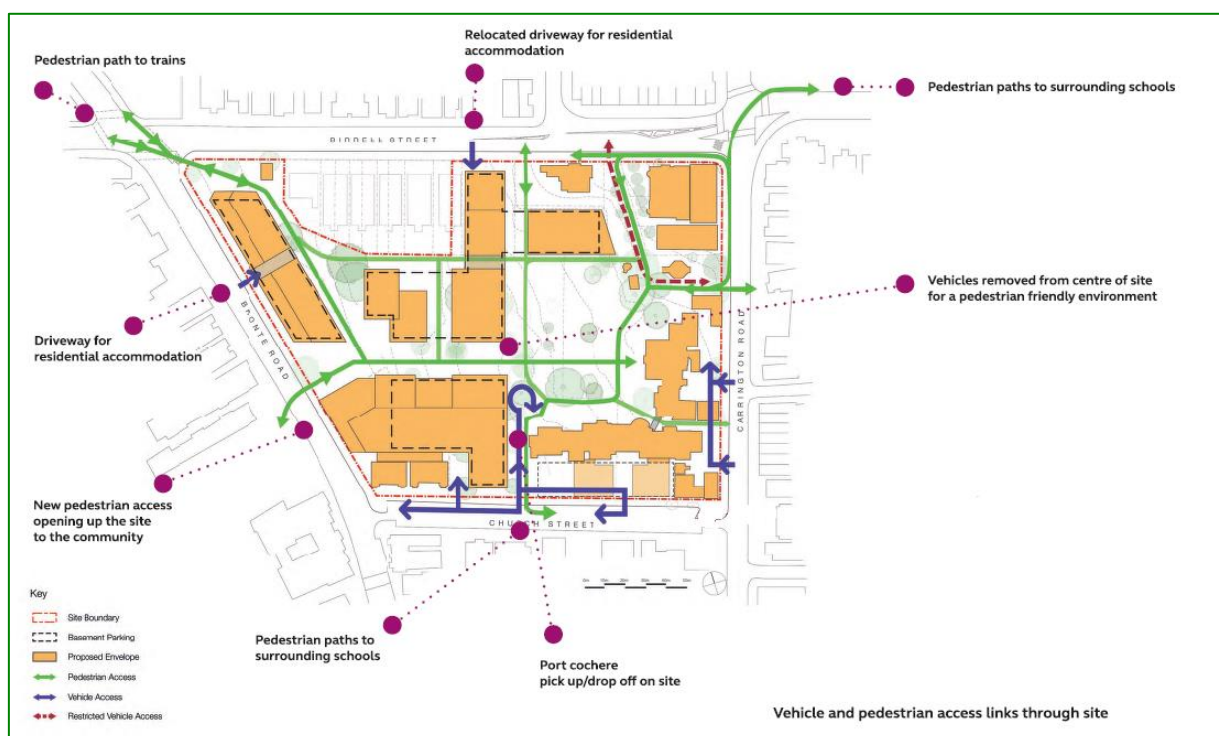 Relocated driveway for residential
accommodation
Pedestrian path to trains
Pedestrian paths to surrounding schools
STREET
Vehicles removed from centre of site
for a pedestrian friendly environment
Driveway for
residential accommodation
BRONTE ROAD
CARRINGTON ROAD
New pedestrian access
opening up the site
to the community
CHURCH STREET
Key
Site Boundary
Basement Parking
Proposed Envelope
Pedestrian Access
Vehicle Access
Restricted Vehicle Access
Pedestrian paths to
surrounding schools
Port cochere
pick up/drop off on site
Vehicle and pedestrian access links through site